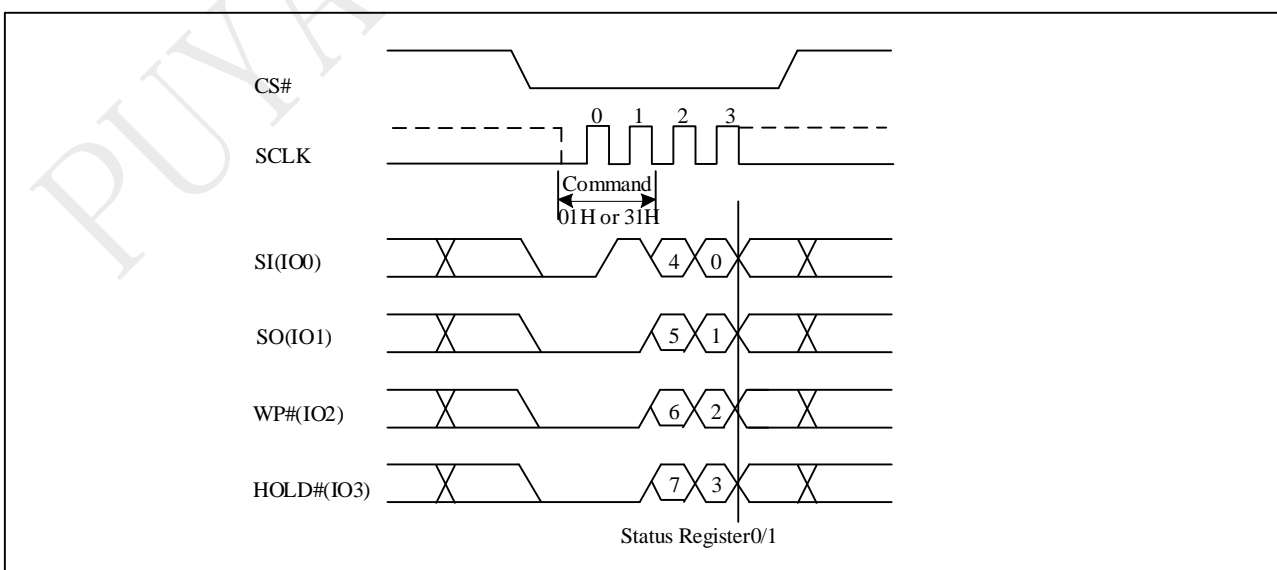 PUYA
CS#
0 1 2 3
SCLK
Command
01H or 31H
SI(IO0) 4 0
SO(IO1) 5 1
WP#(IO2) 6 2
HOLD#(IO3) 7 3
Status Register0/1